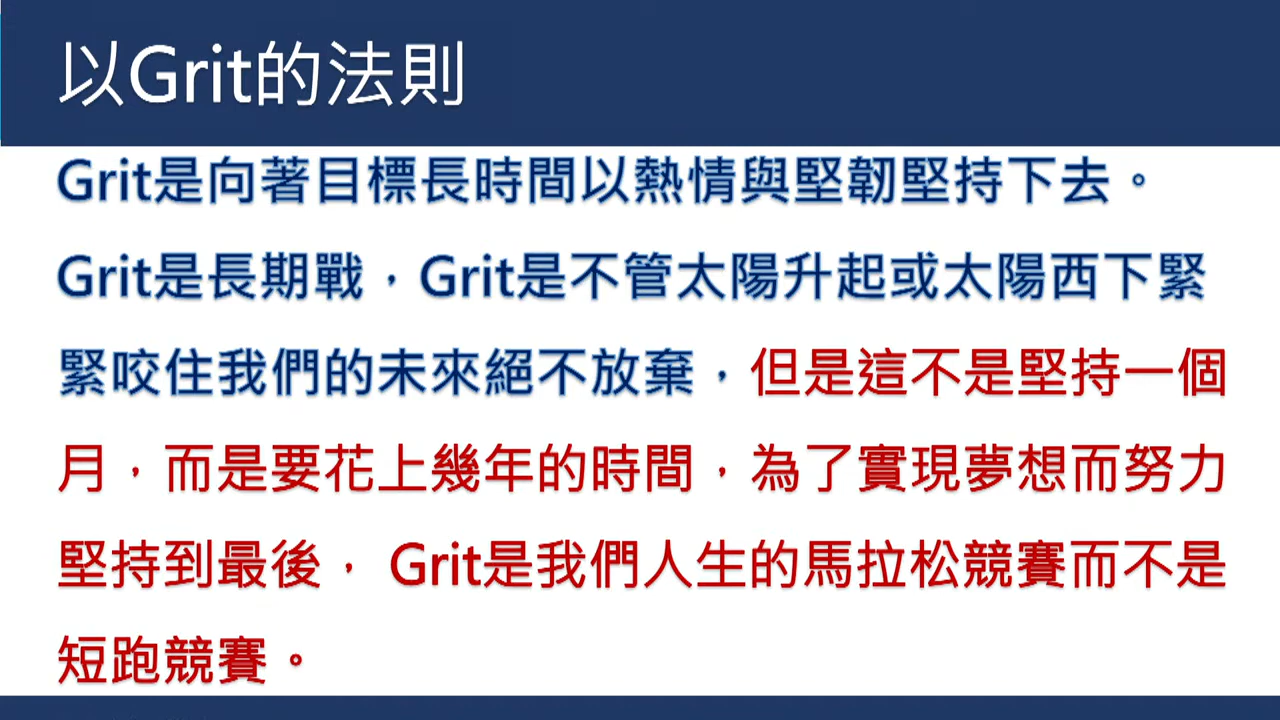 以Grit的法則
Grit是向著目標長時間以熱情與堅韌堅持下去。
Grit是長期戰，Grit是不管太陽升起或太陽西下緊
緊咬住我們的未來絕不放棄，但是這不是堅持一個
月，而是要花上幾年的時間，為了實現夢想而努力
堅持到最後， Grit是我們人生的馬拉松競賽而不是
短跑競賽。